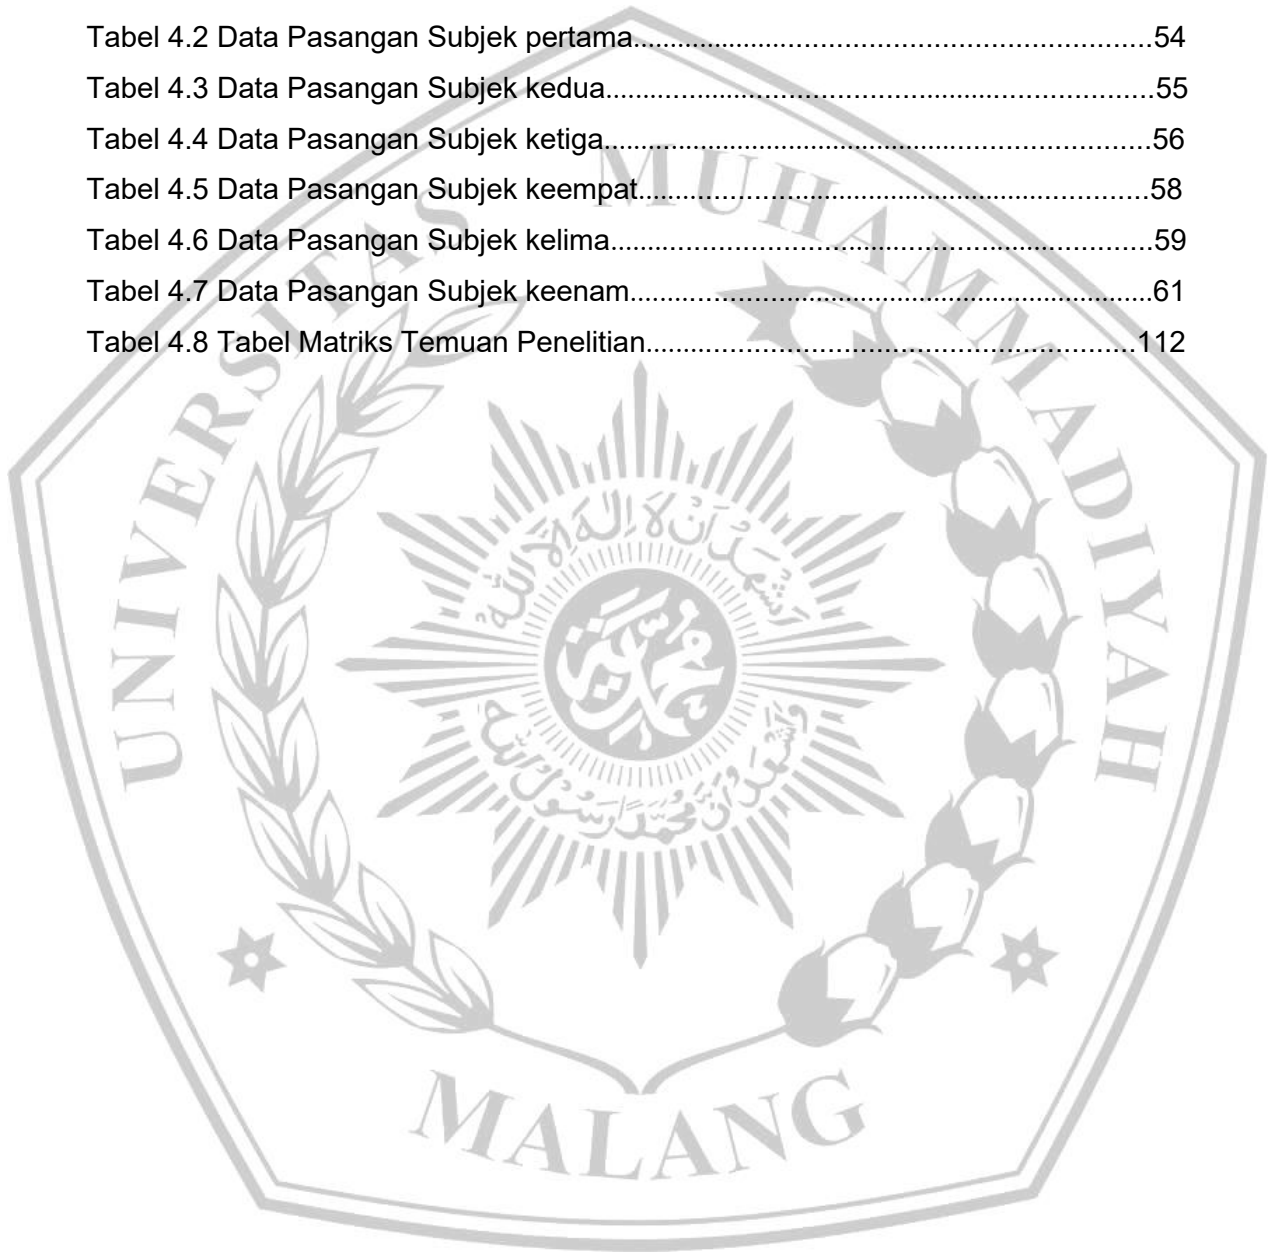 Tabel 4.2 Data Pasangan Subjek pertama....................................................................54
Tabel 4.3 Data Pasangan Subjek kedua.......................................................................55
Tabel 4.4 Data Pasangan Subjek ketiga.......................................................................56
Tabel 4.5 Data Pasangan Subjek keempat...................................................................58
Tabel 4.6 Data Pasangan Subjek kelima......................................................................59
Tabel 4.7 Data Pasangan Subjek keenam....................................................................61
Tabel 4.8 Tabel Matriks Temuan Penelitian................................................................112
UNIVERSITAS MUHAMMADIYAH
MALANG